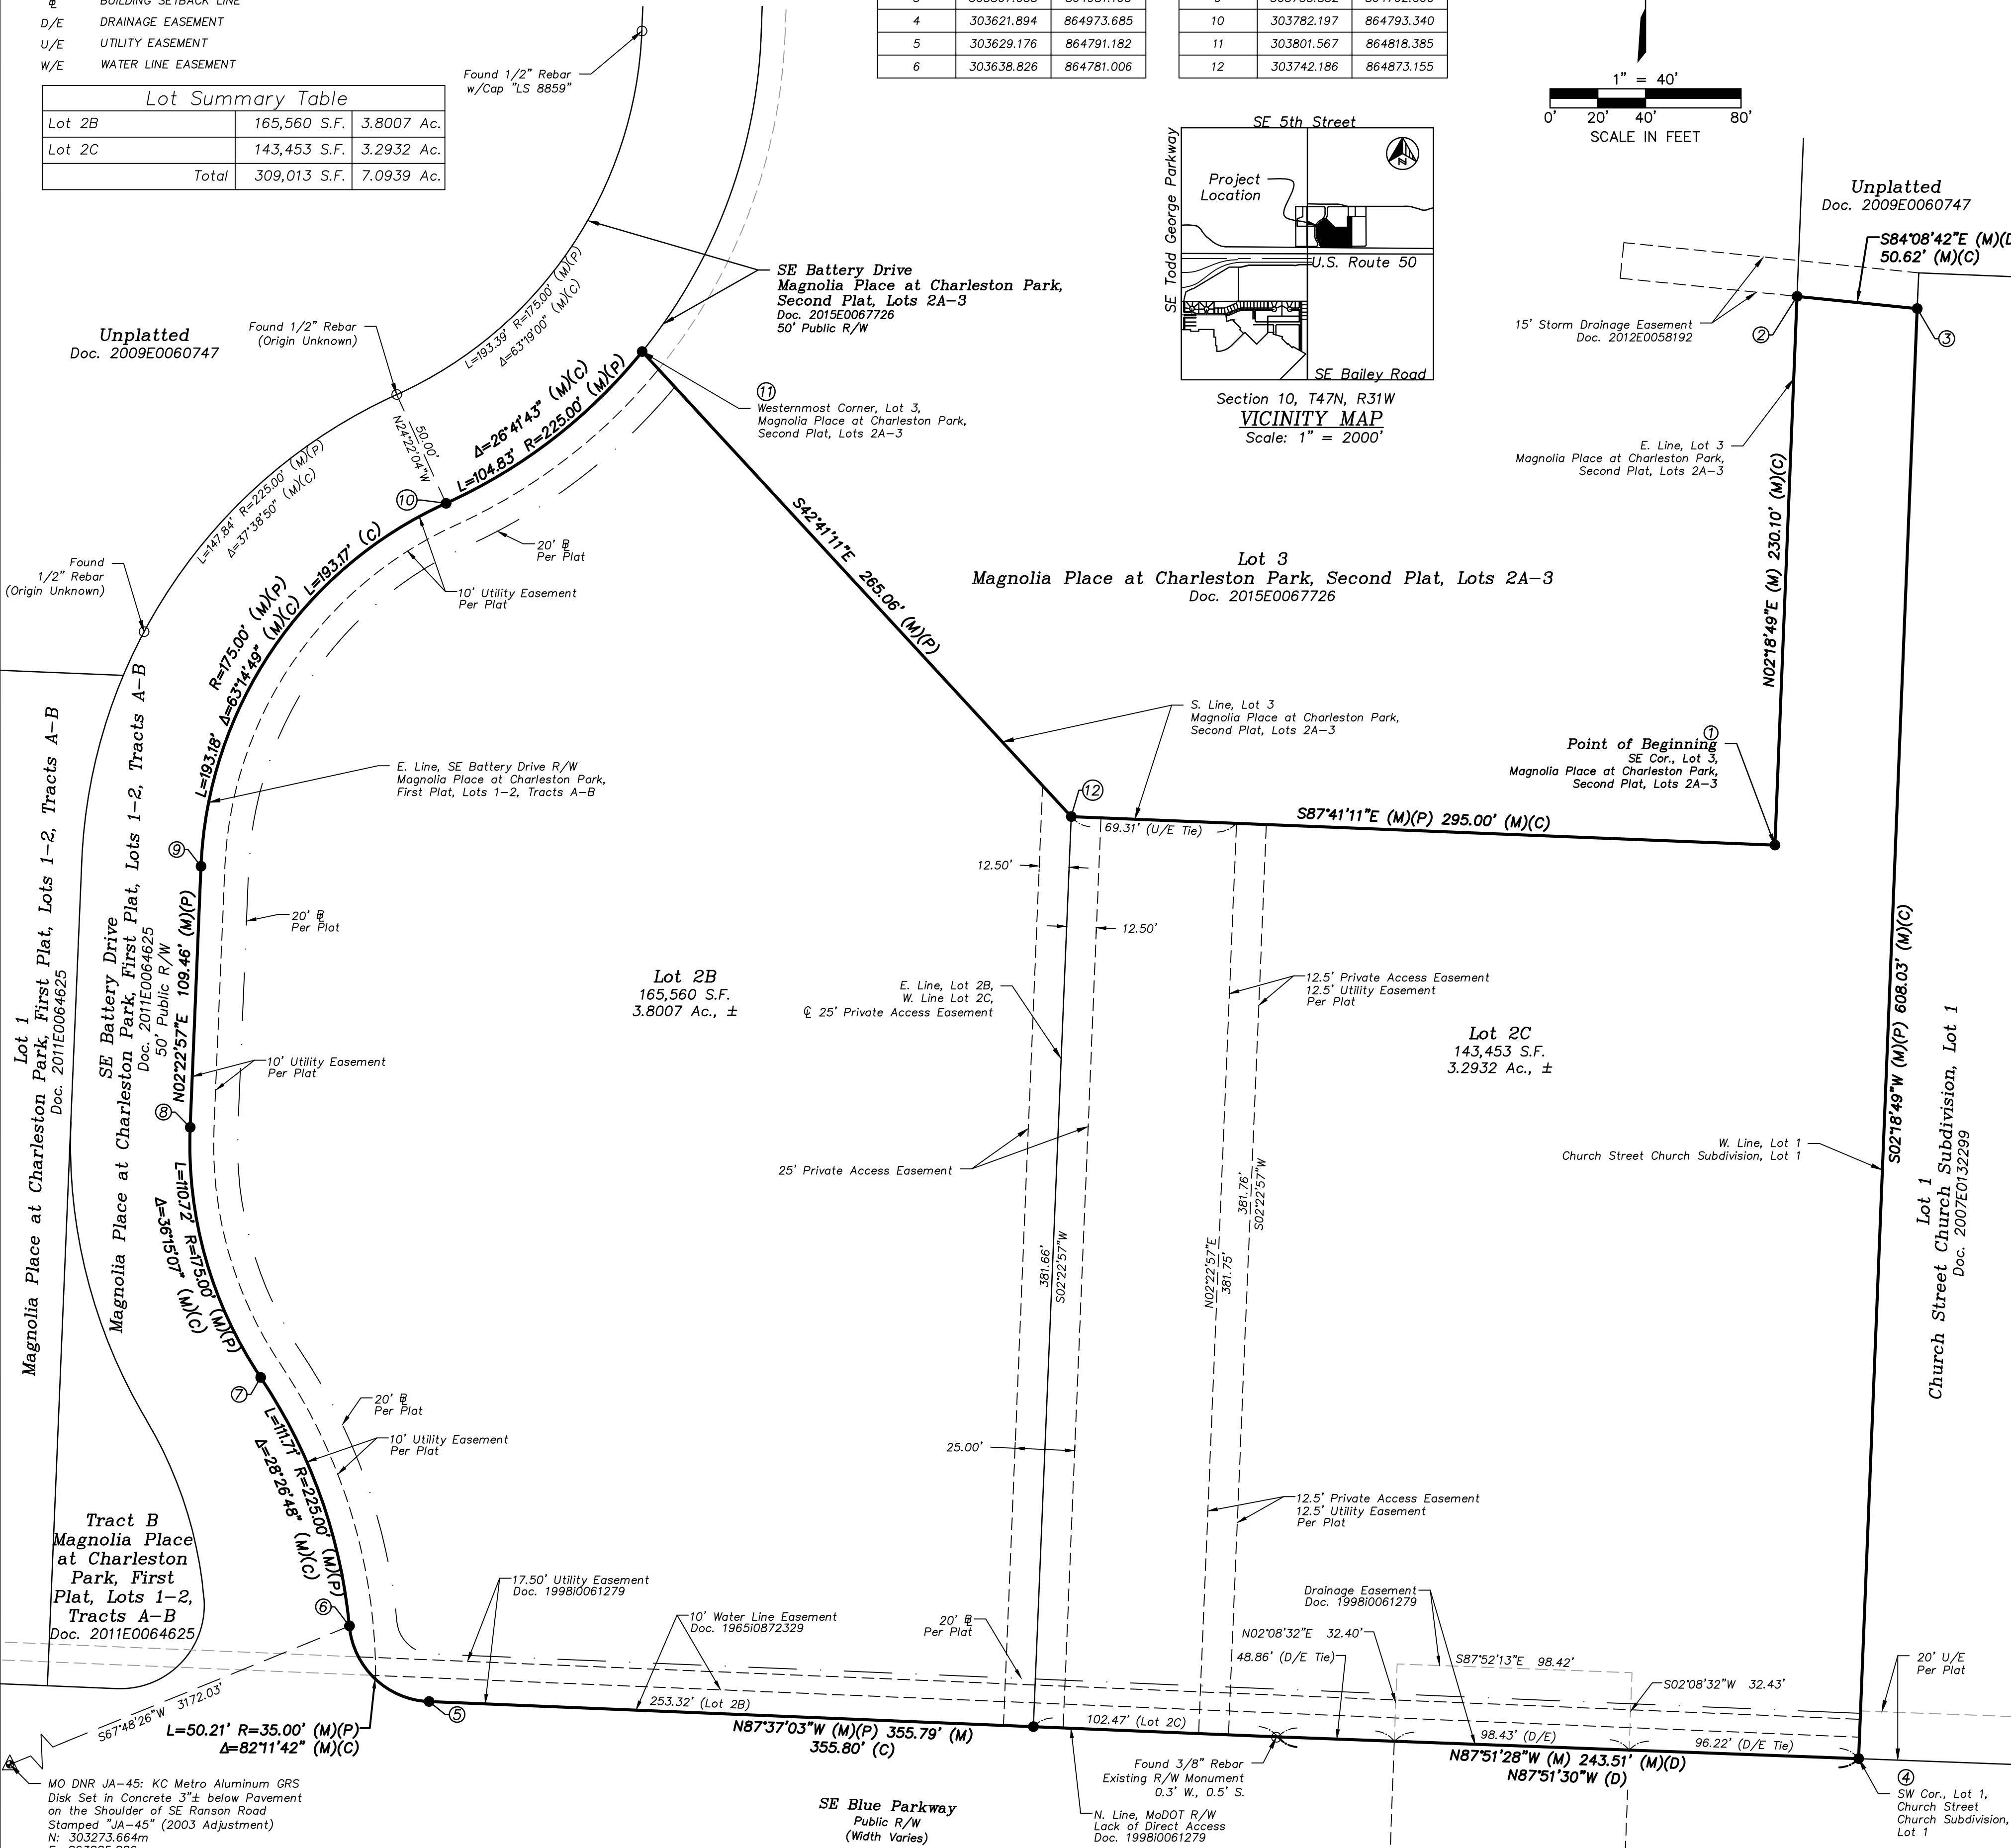 BUILDING SETBACK LINE
D/E DRAINAGE EASEMENT
U/E UTILITY EASEMENT
W/E WATER LINE EASEMENT
Lot Summary Table
Lot 2B 165,560 S.F. 3.8007 Ac.
Lot 2C 143,453 S.F. 3.2932 Ac.
Total 309,013 S.F. 7.0939 Ac.
4 303621.894 864973.685
5 303629.176 864791.182
6 303638.826 864781.006
10 303782.197 864793.340
11 303801.567 864818.385
12 303742.186 864873.155
1" = 40'
0' 20' 40' 80'
SCALE IN FEET
Found 1/2" Rebar
w/Cap "LS 8859"
SE 5th Street
SE Todd George Parkway
N
Project
Location
U.S. Route 50
SE Bailey Road
Section 10, T47N, R31W
VICINITY MAP
Scale: 1" = 2000'
Unplatted
Doc. 2009E0060747
S84°08'42"E (M)(D
50.62' (M)(C)
15' Storm Drainage Easement
Doc. 2012E0058192
2
3
E. Line, Lot 3
Magnolia Place at Charleston Park,
Second Plat, Lots 2A-3
N02°18'49"E (M) 230.10' (M)(C)
SE Battery Drive
Magnolia Place at Charleston Park,
Second Plat, Lots 2A-3
Doc. 2015E0067726
50' Public R/W
Unplatted
Doc. 2009E0060747
Found 1/2" Rebar
(Origin Unknown)
L=193.39' R=175.00' (M)(P)
Δ=63°19'00" (M)(C)
11
Westernmost Corner, Lot 3,
Magnolia Place at Charleston Park,
Second Plat, Lots 2A-3
Δ=26°41'43" (M)(C)
L=104.83' R=225.00' (M)(P)
50.00'
N24°22'04"W
10
L=147.84' R=225.00' (M)(P)
Δ=37°38'50" (M)(C)
Found
1/2" Rebar
(Origin Unknown)
20' BL
Per Plat
10' Utility Easement
Per Plat
S42°41'11"E 265.06' (M)(P)
Lot 3
Magnolia Place at Charleston Park, Second Plat, Lots 2A-3
Doc. 2015E0067726
R=175.00' (M)(P)
L=193.18' Δ=63°14'49" (M)(C) L=193.17' (C)
S. Line, Lot 3
Magnolia Place at Charleston Park,
Second Plat, Lots 2A-3
1
Point of Beginning
SE Cor., Lot 3,
Magnolia Place at Charleston Park,
Second Plat, Lots 2A-3
E. Line, SE Battery Drive R/W
Magnolia Place at Charleston Park,
First Plat, Lots 1-2, Tracts A-B
12
69.31' (U/E Tie)
S87°41'11"E (M)(P) 295.00' (M)(C)
9
12.50'
12.50'
Lot 1
Magnolia Place at Charleston Park, First Plat, Lots 1-2, Tracts A-B
Doc. 2011E0064625
SE Battery Drive
Magnolia Place at Charleston Park, First Plat, Lots 1-2, Tracts A-B
Doc. 2011E0064625
50' Public R/W
N02°22'57"E 109.46' (M)(P)
20' BL
Per Plat
Lot 2B
165,560 S.F.
3.8007 Ac., ±
E. Line, Lot 2B,
W. Line Lot 2C,
CL 25' Private Access Easement
12.5' Private Access Easement
12.5' Utility Easement
Per Plat
Lot 2C
143,453 S.F.
3.2932 Ac., ±
S02°18'49"W (M)(P) 608.03' (M)(C)
10' Utility Easement
Per Plat
8
25' Private Access Easement
W. Line, Lot 1
Church Street Church Subdivision, Lot 1
Lot 1
Church Street Church Subdivision, Lot 1
Doc. 2007E0132299
381.66'
S02°22'57"W
N02°22'57"E
381.75'
381.76'
S02°22'57"W
L=110.72' R=175.00' (M)(P)
Δ=36°15'07" (M)(C)
7
20' BL
Per Plat
10' Utility Easement
Per Plat
L=111.71' R=225.00' (M)(P)
Δ=28°26'48" (M)(C)
25.00'
12.5' Private Access Easement
12.5' Utility Easement
Per Plat
Tract B
Magnolia Place
at Charleston
Park, First
Plat, Lots 1-2,
Tracts A-B
Doc. 2011E0064625
6
17.50' Utility Easement
Doc. 1998I0061279
10' Water Line Easement
Doc. 1965I0872329
20' BL
Per Plat
Drainage Easement
Doc. 1998I0061279
N02°08'32"E 32.40'
48.86' (D/E Tie)
S87°52'13"E 98.42'
S02°08'32"W 32.43'
20' U/E
Per Plat
S67°48'26"W 3172.03'
L=50.21' R=35.00' (M)(P)
Δ=82°11'42" (M)(C)
5
253.32' (Lot 2B)
N87°37'03"W (M)(P) 355.79' (M)
355.80' (C)
102.47' (Lot 2C)
98.43' (D/E)
96.22' (D/E Tie)
N87°51'28"W (M) 243.51' (M)(D)
N87°51'30"W (D)
Found 3/8" Rebar
Existing R/W Monument
0.3' W., 0.5' S.
4
SW Cor., Lot 1,
Church Street
Church Subdivision,
Lot 1
MO DNR JA-45: KC Metro Aluminum GRS
Disk Set in Concrete 3"± below Pavement
on the Shoulder of SE Ranson Road
Stamped "JA-45" (2003 Adjustment)
N: 303273.664m
SE Blue Parkway
Public R/W
(Width Varies)
N. Line, MoDOT R/W
Lack of Direct Access
Doc. 1998I0061279